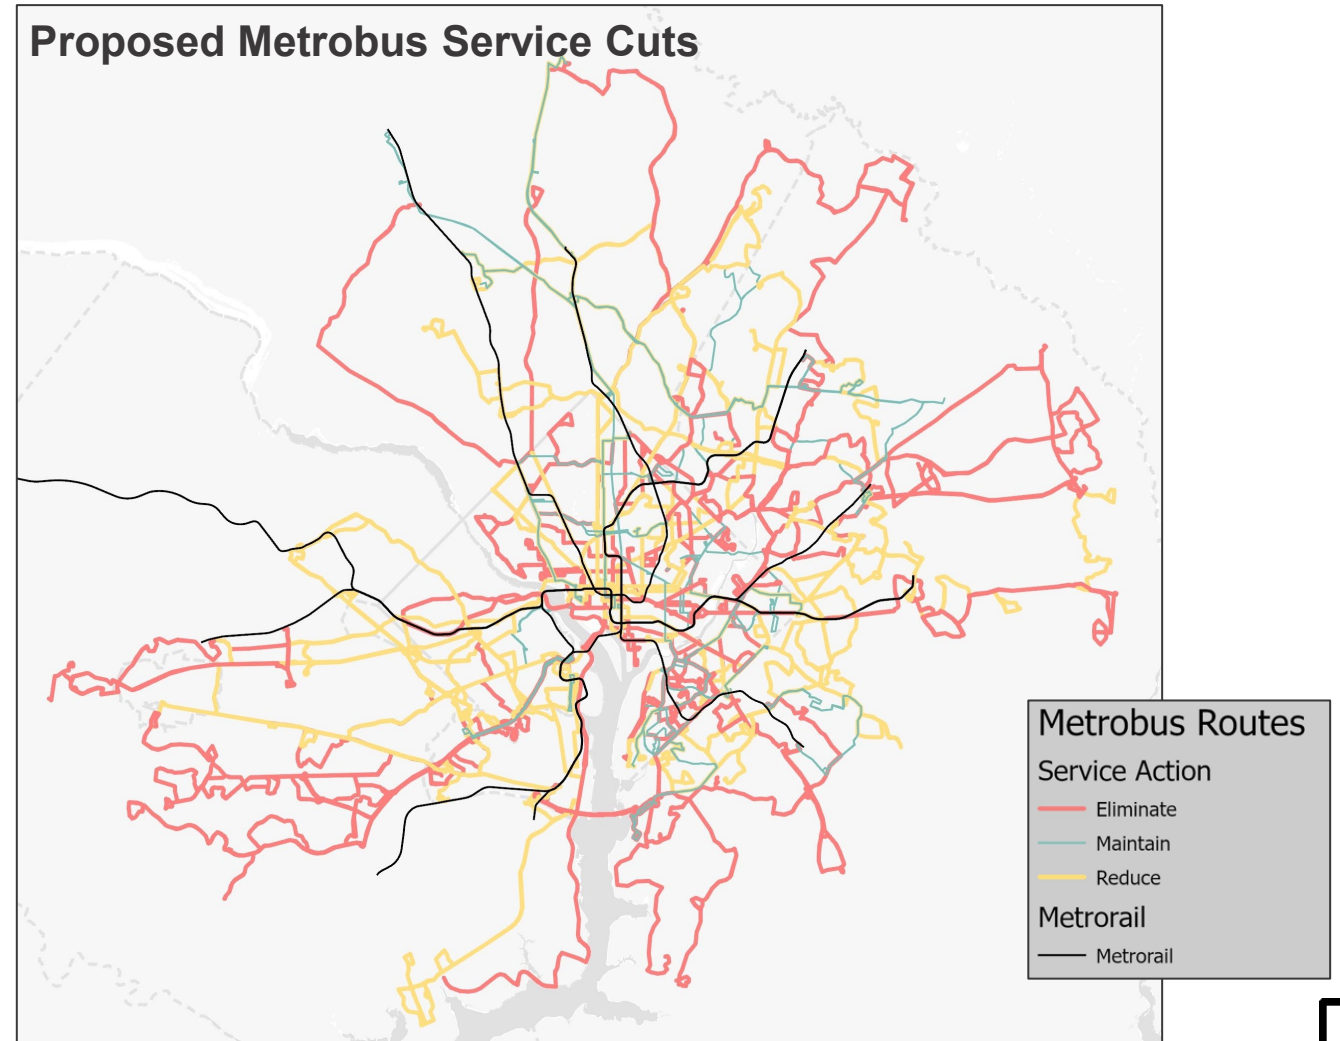 Proposed Metrobus Service Cuts
Metrobus Routes
Service Action
Eliminate
Maintain
Reduce
Metrorail
Metrorail